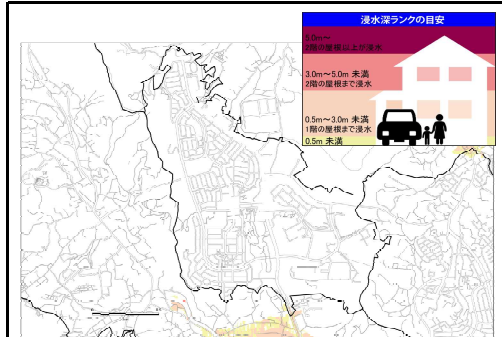 浸水深ランクの目安
5.0m～
2階の屋根以上が浸水
3.0m～5.0m 未満
2階の屋根まで浸水
0.5m～3.0m 未満
1階の屋根まで浸水
0.5m 未満